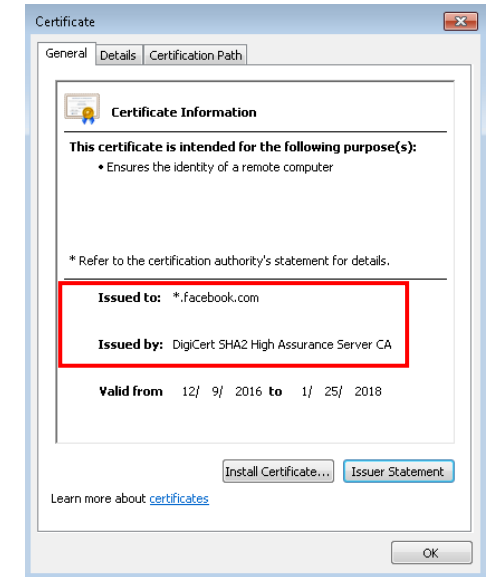 Certificate
General Details Certification Path
Certificate Information
This certificate is intended for the following purpose(s):
• Ensures the identity of a remote computer
* Refer to the certification authority's statement for details.
Issued to: *.facebook.com
Issued by: DigiCert SHA2 High Assurance Server CA
Valid from 12/ 9/ 2016 to 1/ 25/ 2018
Install Certificate... Issuer Statement
Learn more about certificates
OK